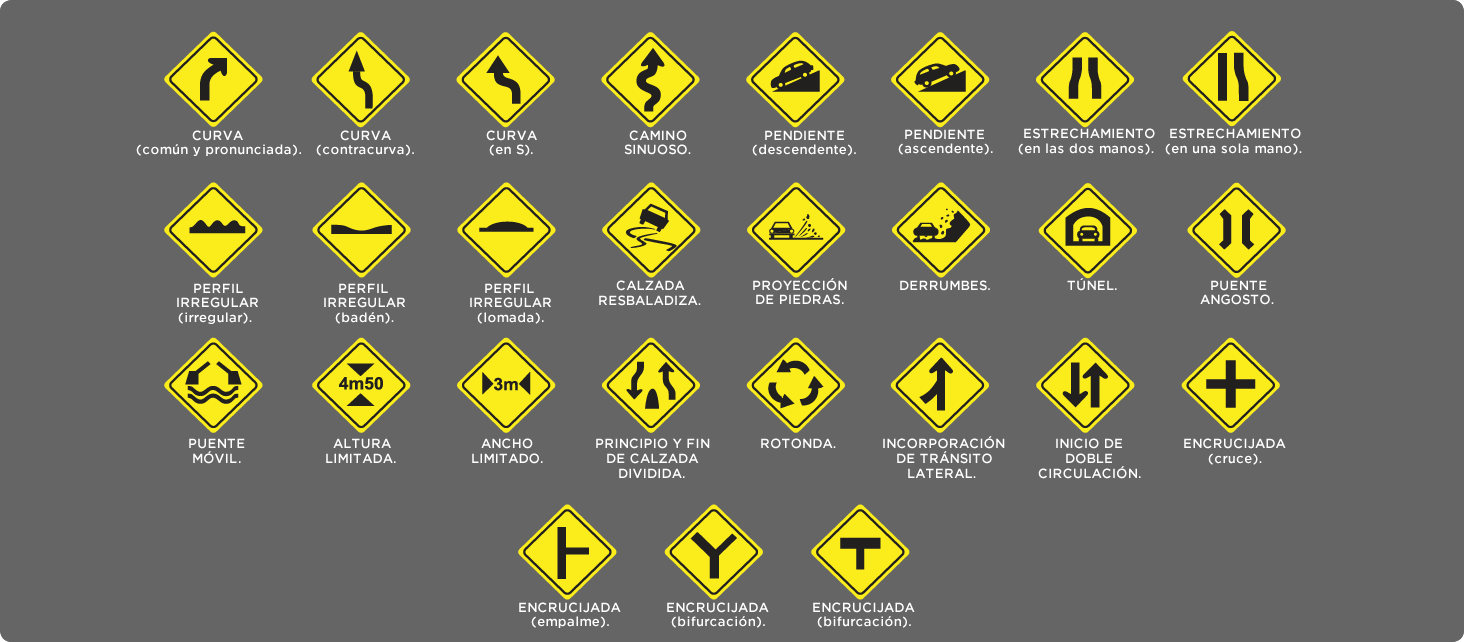 CURVA
(común y pronunciada).
CURVA
(contracurva).
CURVA
(en S).
CAMINO
SINUOSO.
PENDIENTE
(descendente).
PENDIENTE
(ascendente).
ESTRECHAMIENTO
(en las dos manos).
ESTRECHAMIENTO
(en una sola mano).
PERFIL
IRREGULAR
(irregular).
PERFIL
IRREGULAR
(badén).
PERFIL
IRREGULAR
(lomada).
CALZADA
RESBALADIZA.
PROYECCIÓN
DE PIEDRAS.
DERRUMBES.
TÚNEL.
PUENTE
ANGOSTO.
PUENTE
MÓVIL.
4m50
ALTURA
LIMITADA.
3m
ANCHO
LIMITADO.
PRINCIPIO Y FIN
DE CALZADA
DIVIDIDA.
ROTONDA.
INCORPORACIÓN
DE TRÁNSITO
LATERAL.
INICIO DE
DOBLE
CIRCULACIÓN.
ENCRUCIJADA
(cruce).
ENCRUCIJADA
(empalme).
ENCRUCIJADA
(bifurcación).
ENCRUCIJADA
(bifurcación).